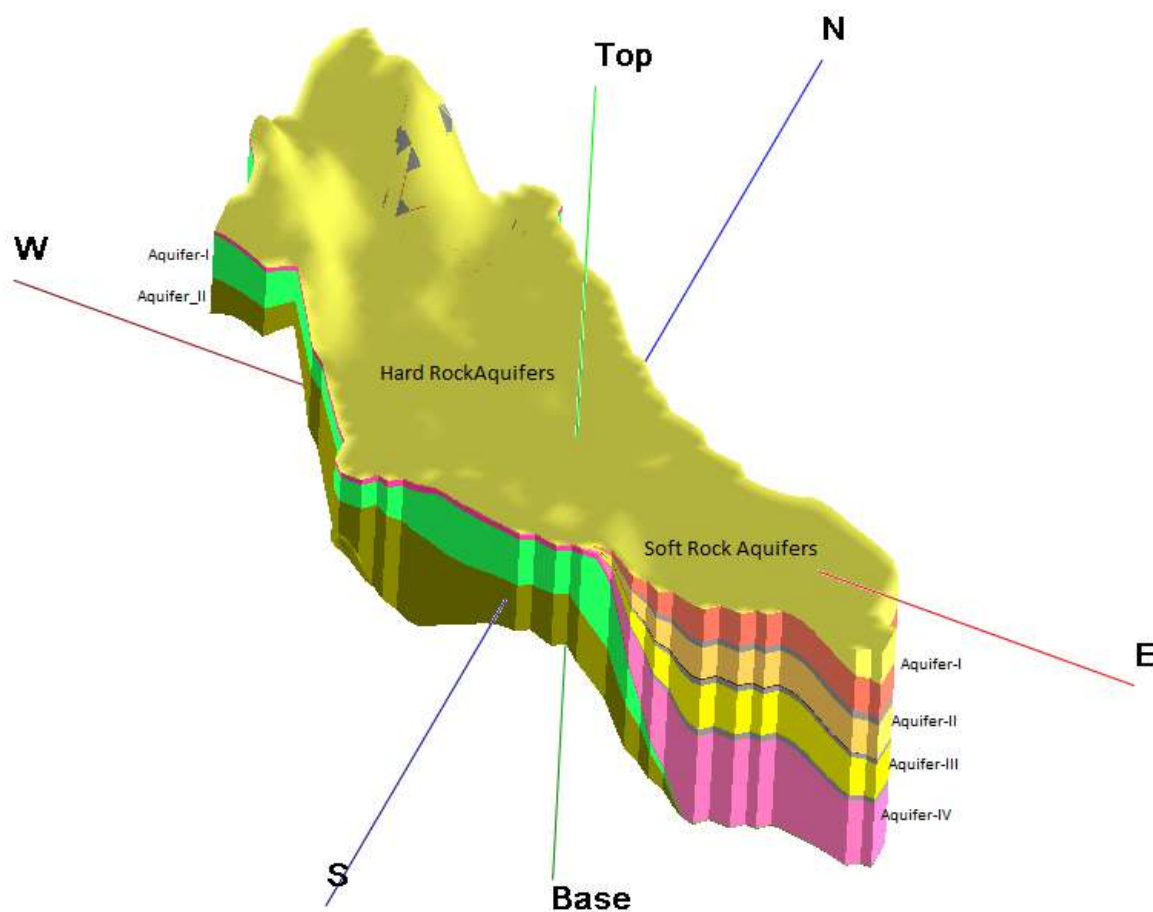 N
Top
W
Aquifer-I
Aquifer_II
Hard RockAquifers
Soft Rock Aquifers
E
Aquifer-I
Aquifer-II
Aquifer-III
Aquifer-IV
S
Base